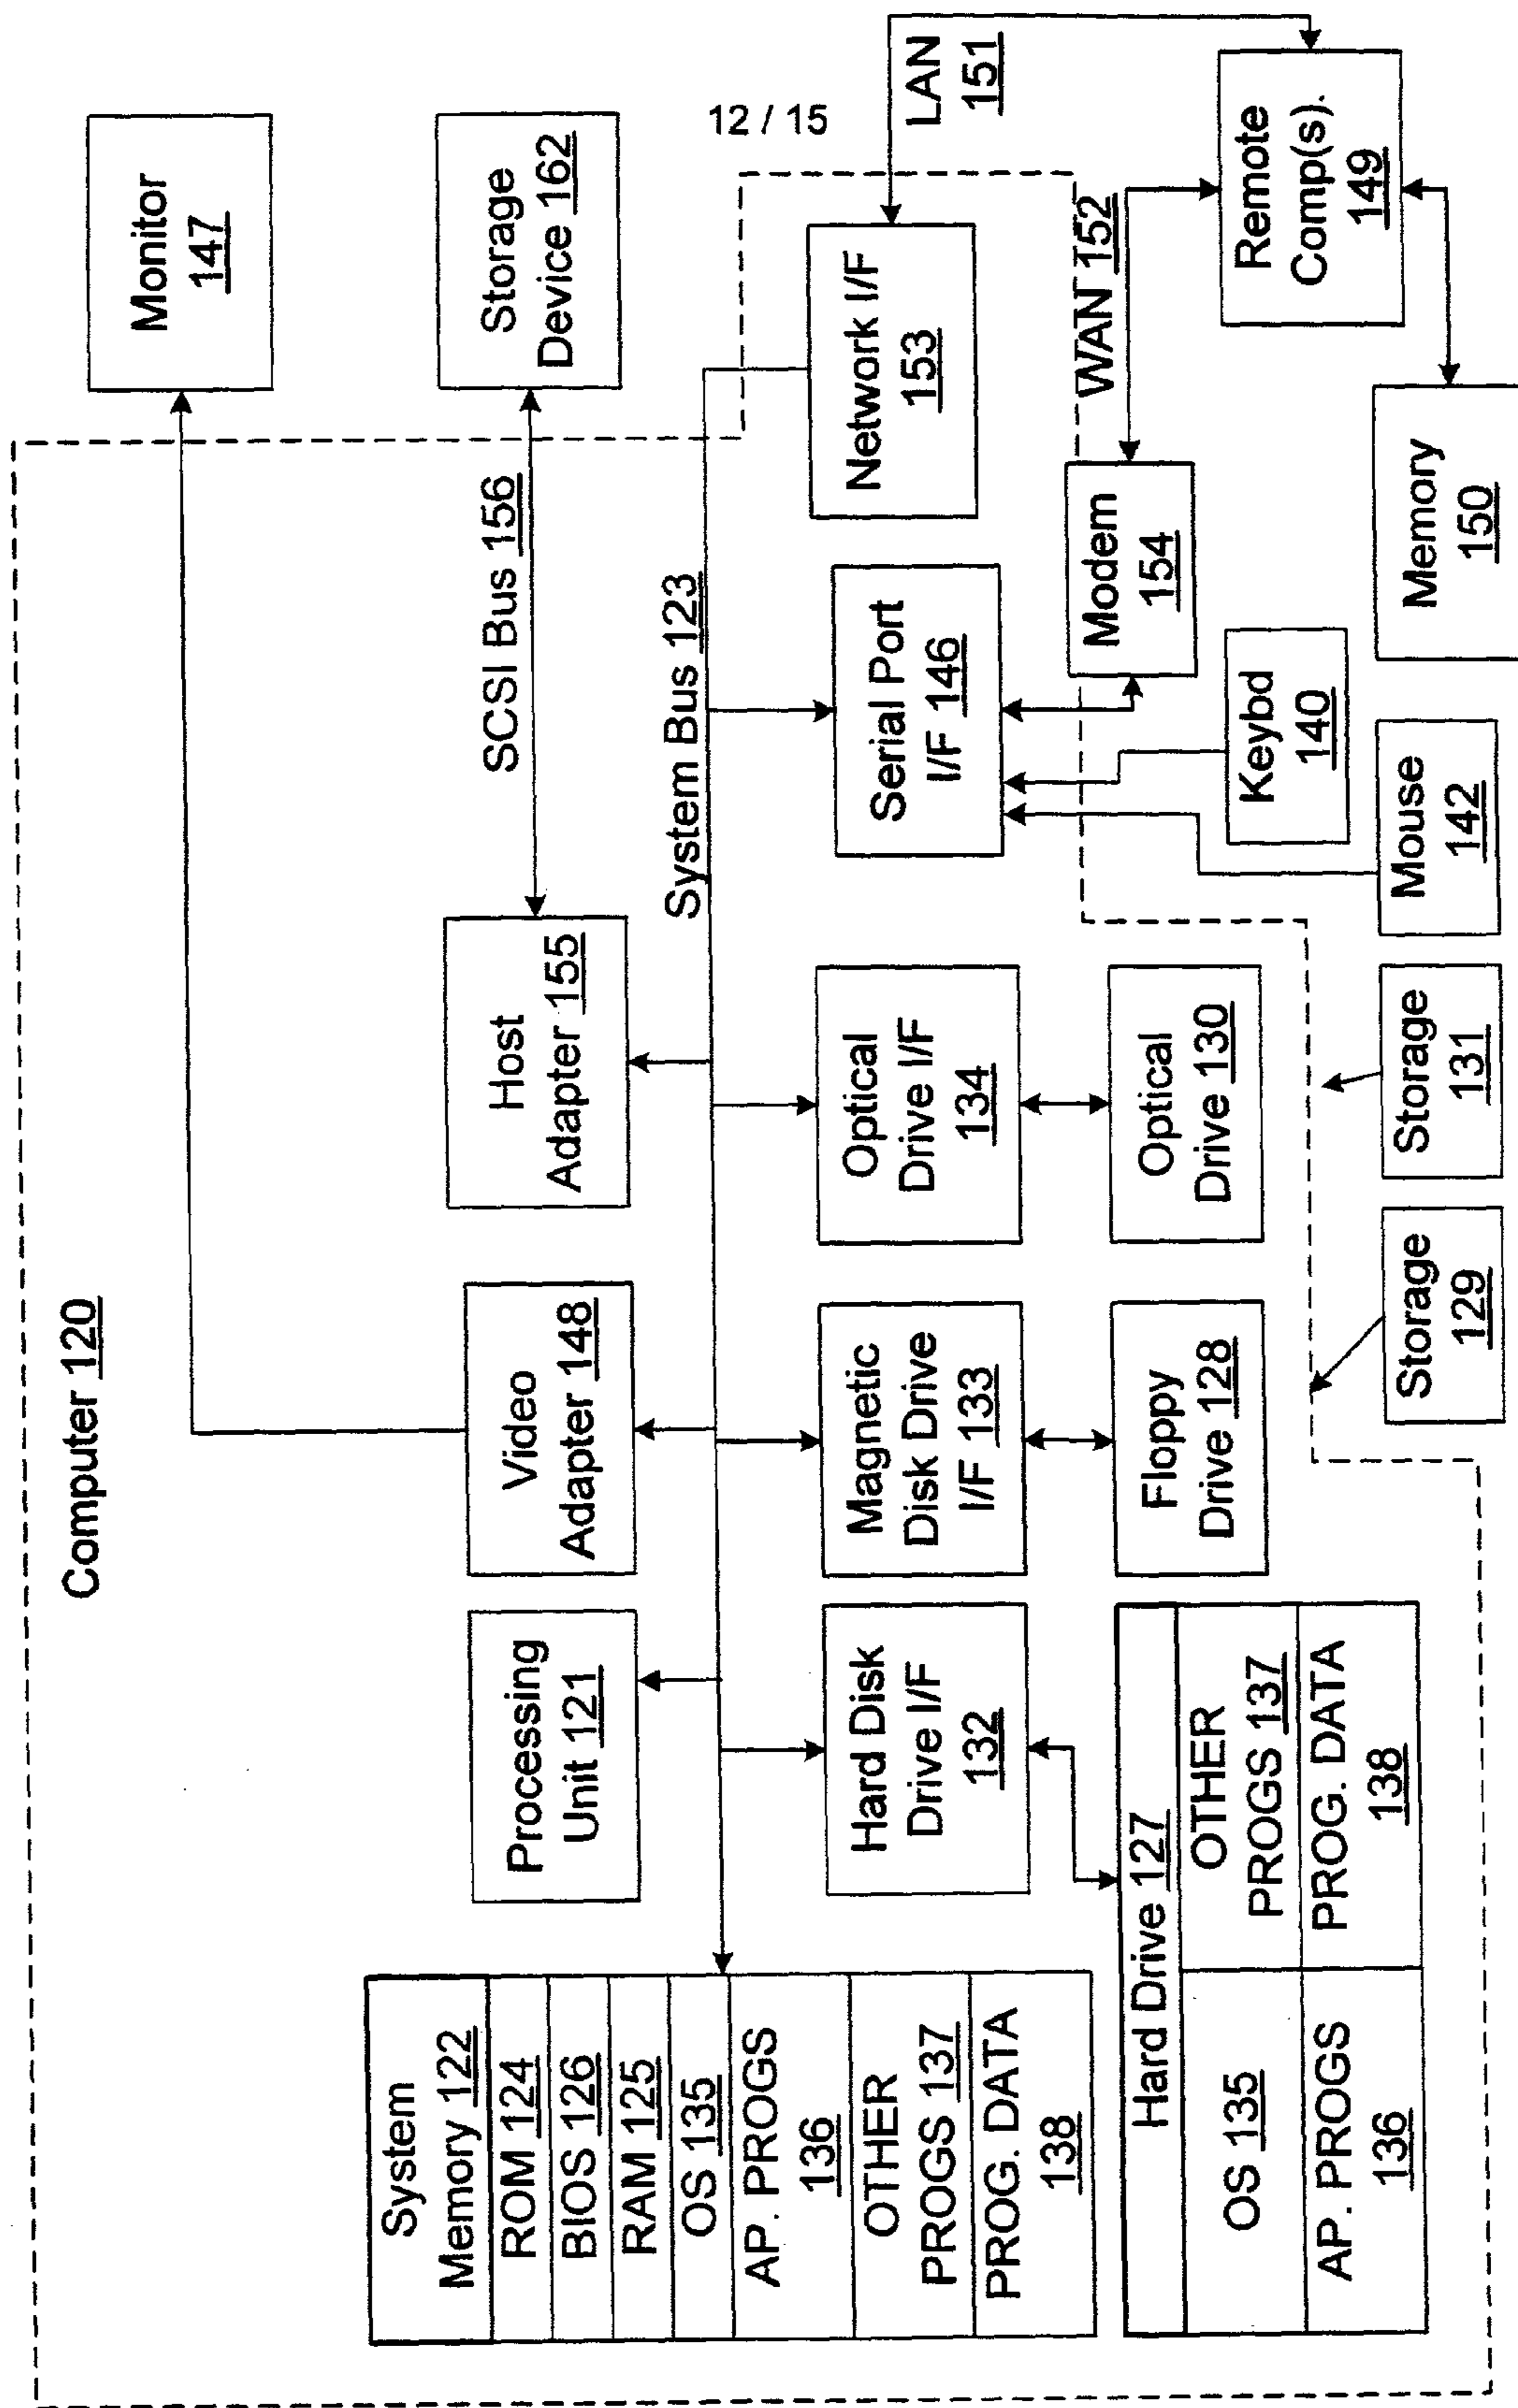 12 / 15
Computer 120
Monitor
147
System
Memory 122
ROM 124
BIOS 126
RAM 125
OS 135
AP. PROGS
136
OTHER
PROGS 137
PROG. DATA
138
Processing
Unit 121
Video
Adapter 148
Host
Adapter 155
SCSI Bus 156
Storage
Device 162
System Bus 123
Hard Disk
Drive I/F
132
Magnetic
Disk Drive
I/F 133
Optical
Drive I/F
134
Serial Port
I/F 146
Network I/F
153
LAN
151
Hard Drive 127
OS 135
OTHER
PROGS 137
AP. PROGS
136
PROG. DATA
138
Floppy
Drive 128
Optical
Drive 130
Modem
154
WAN 152
Keybd
140
Remote
Comp(s).
149
Storage
129
Storage
131
Mouse
142
Memory
150